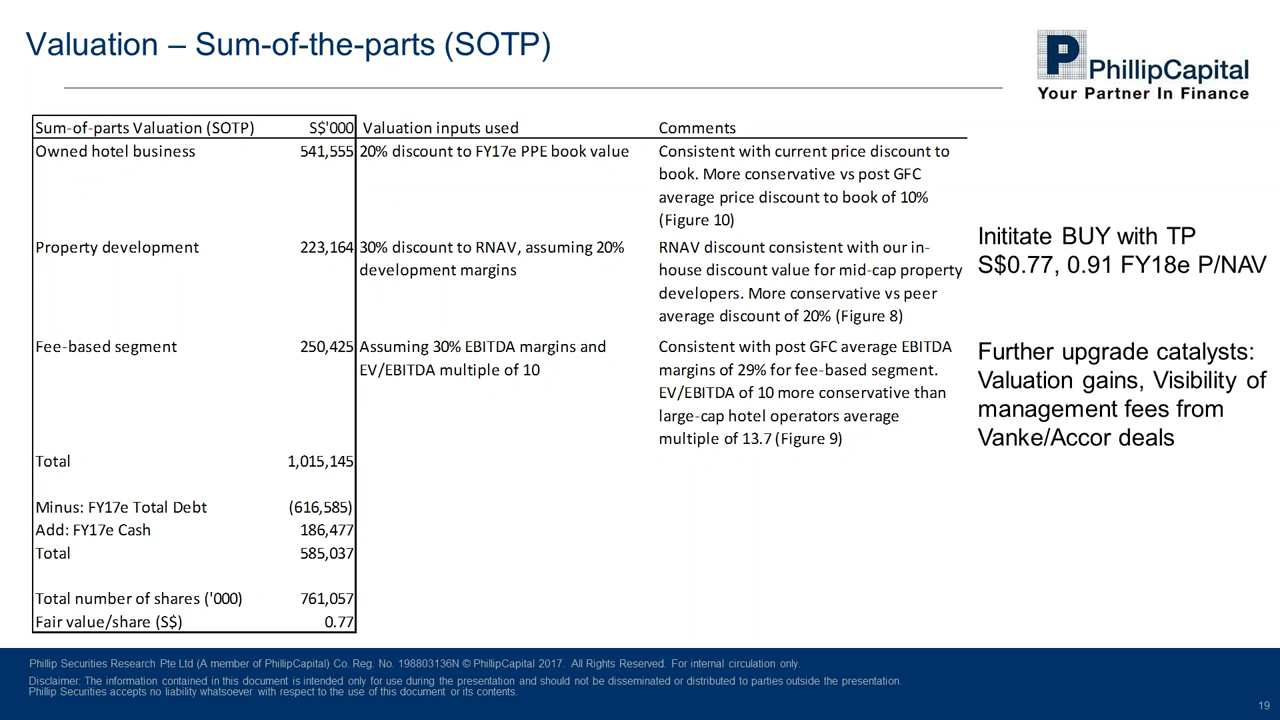 Valuation – Sum-of-the-parts (SOTP)
P
PhillipCapital
Your Partner In Finance
Sum-of-parts Valuation (SOTP) S$'000 Valuation inputs used Comments
Owned hotel business 541,555 20% discount to FY17e PPE book value Consistent with current price discount to
book. More conservative vs post GFC
average price discount to book of 10%
(Figure 10)
Property development 223,164 30% discount to RNAV, assuming 20% RNAV discount consistent with our in-
development margins house discount value for mid-cap property
developers. More conservative vs peer
average discount of 20% (Figure 8)
Fee-based segment 250,425 Assuming 30% EBITDA margins and Consistent with post GFC average EBITDA
EV/EBITDA multiple of 10 margins of 29% for fee-based segment.
EV/EBITDA of 10 more conservative than
large-cap hotel operators average
multiple of 13.7 (Figure 9)
Total 1,015,145
Minus: FY17e Total Debt (616,585)
Add: FY17e Cash 186,477
Total 585,037
Total number of shares ('000) 761,057
Fair value/share (S$) 0.77
Inititate BUY with TP
S$0.77, 0.91 FY18e P/NAV
Further upgrade catalysts:
Valuation gains, Visibility of
management fees from
Vanke/Accor deals
Phillip Securities Research Pte Ltd (A member of PhillipCapital) Co. Reg. No. 198803136N © PhillipCapital 2017. All Rights Reserved. For internal circulation only.
Disclaimer: The information contained in this document is intended only for use during the presentation and should not be disseminated or distributed to parties outside the presentation.
Phillip Securities accepts no liability whatsoever with respect to the use of this document or its contents.
19